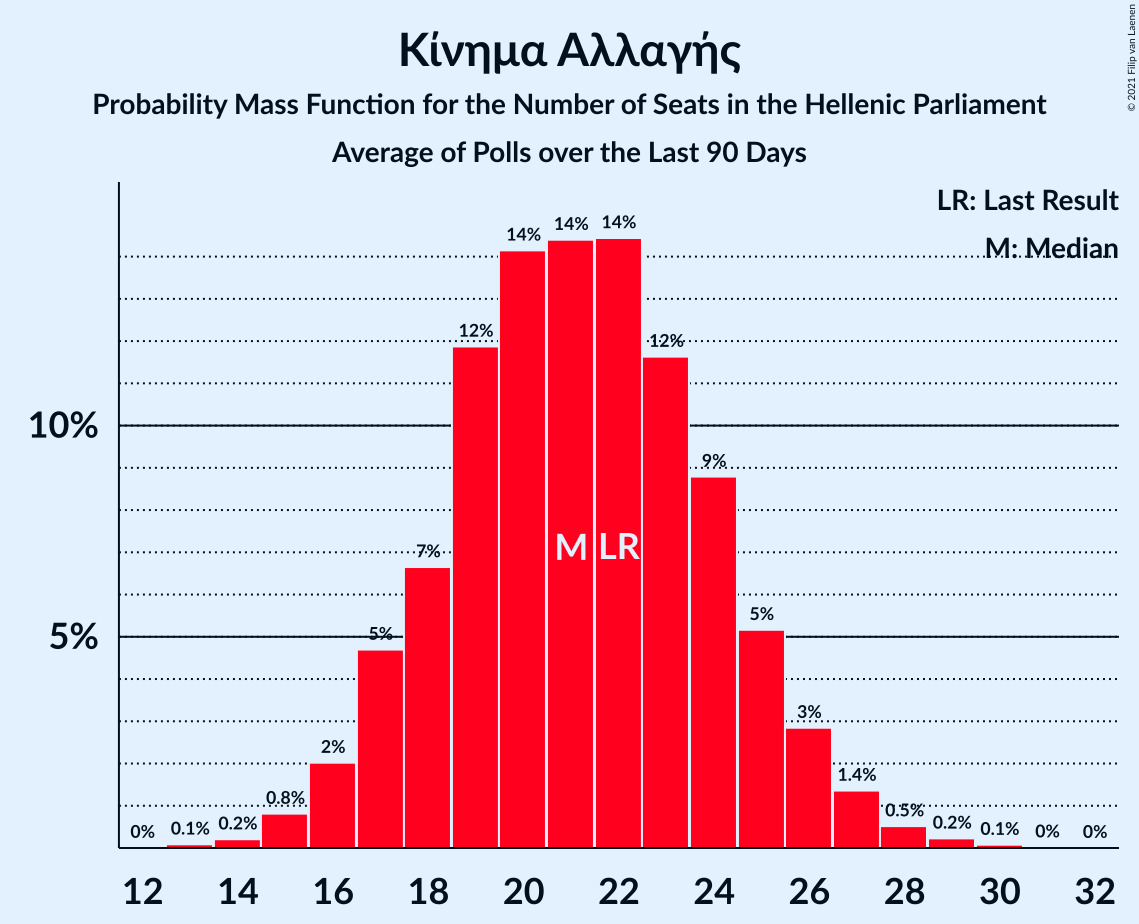 Κίνημα Αλλαγής
Probability Mass Function for the Number of Seats in the Hellenic Parliament
Average of Polls over the Last 90 Days
© 2021 Filip van Laenen
LR: Last Result
M: Median
10%
5%
0%
0.1%
0.2%
0.8%
2%
5%
7%
12%
14%
14%
14%
12%
9%
5%
3%
1.4%
0.5%
0.2%
0.1%
0%
0%
M
LR
12 14 16 18 20 22 24 26 28 30 32